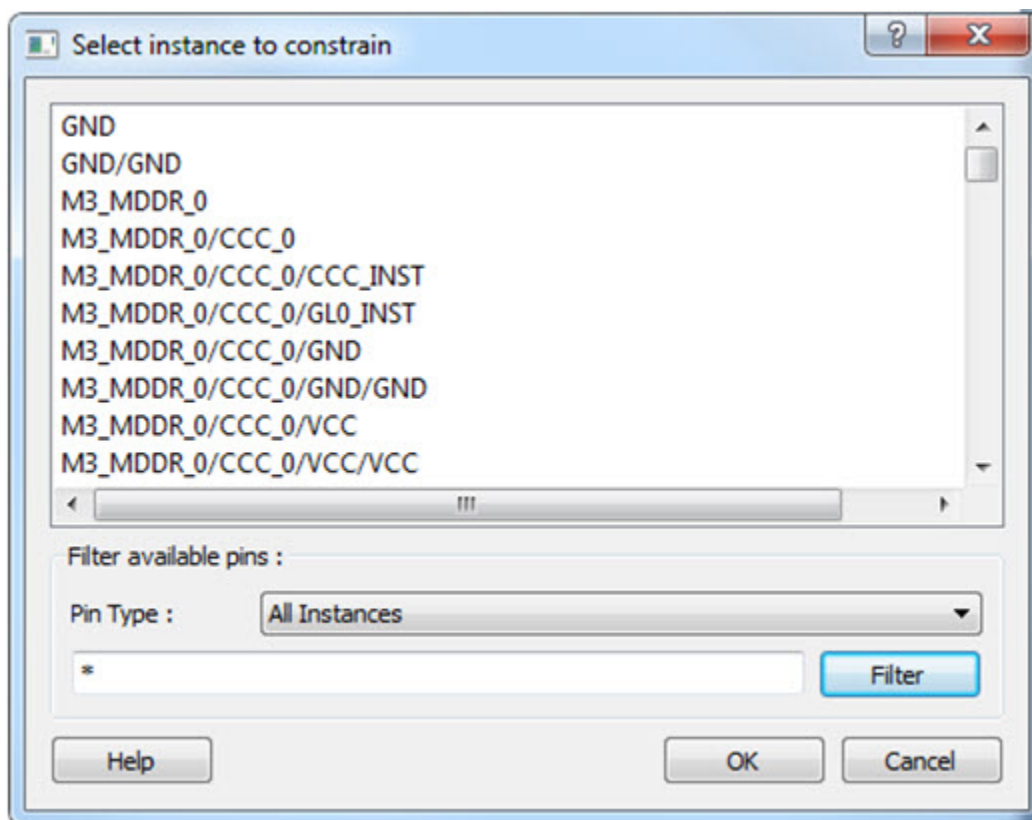 Select instance to constrain
GND
GND/GND
M3_MDDR_0
M3_MDDR_0/CCC_0
M3_MDDR_0/CCC_0/CCC_INST
M3_MDDR_0/CCC_0/GL0_INST
M3_MDDR_0/CCC_0/GND
M3_MDDR_0/CCC_0/GND/GND
M3_MDDR_0/CCC_0/VCC
M3_MDDR_0/CCC_0/VCC/VCC
Filter available pins :
Pin Type : All Instances
* Filter
Help OK Cancel